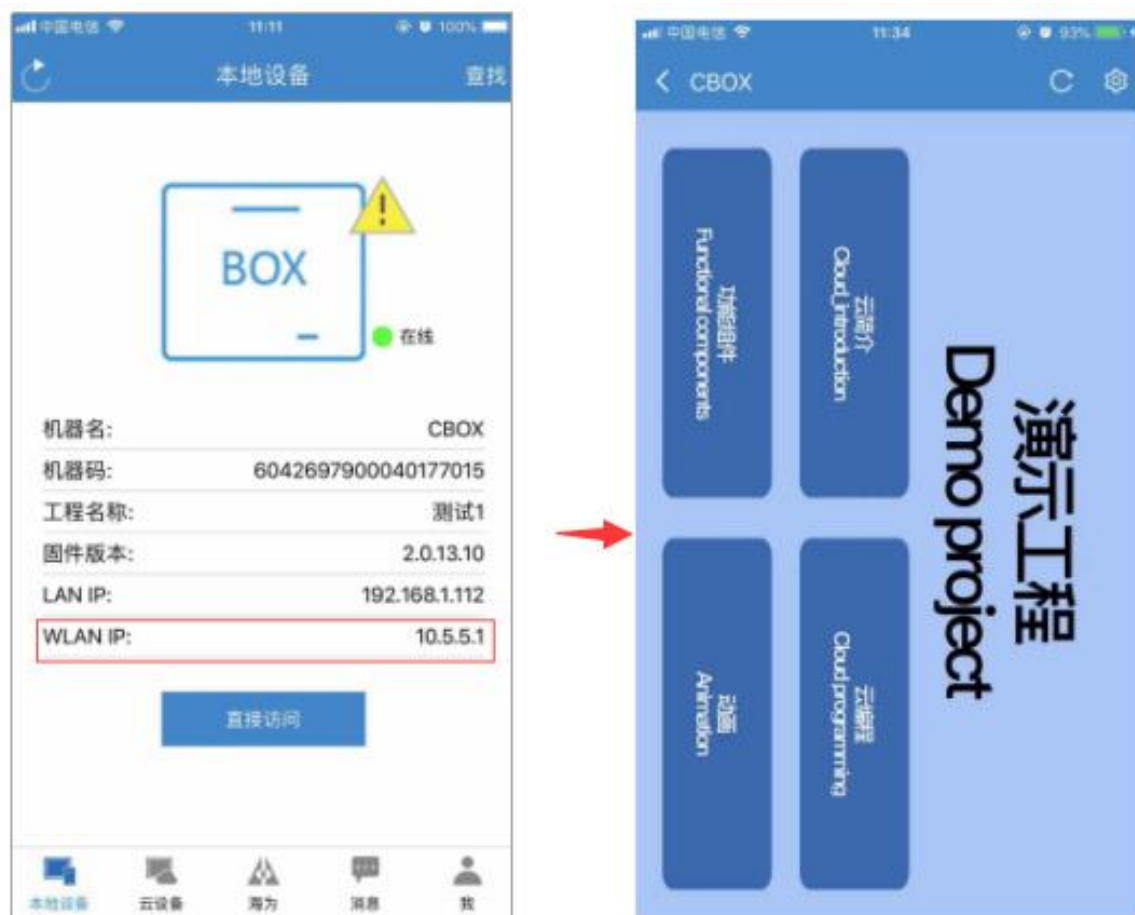 中国电信
11:11
100%
本地设备
查找
BOX
在线
机器名:
CBOX
机器码:
6042697900040177015
工程名称:
测试1
固件版本:
2.0.13.10
LAN IP:
192.168.1.112
WLAN IP:
10.5.5.1
直接访问
本地设备
云设备
海为
消息
我
中国电信
11:34
93%
CBOX
演示工程
Demo project
云简介
Cloud_introduction
云编程
Cloud programming
功能组件
Functional components
动画
Animation